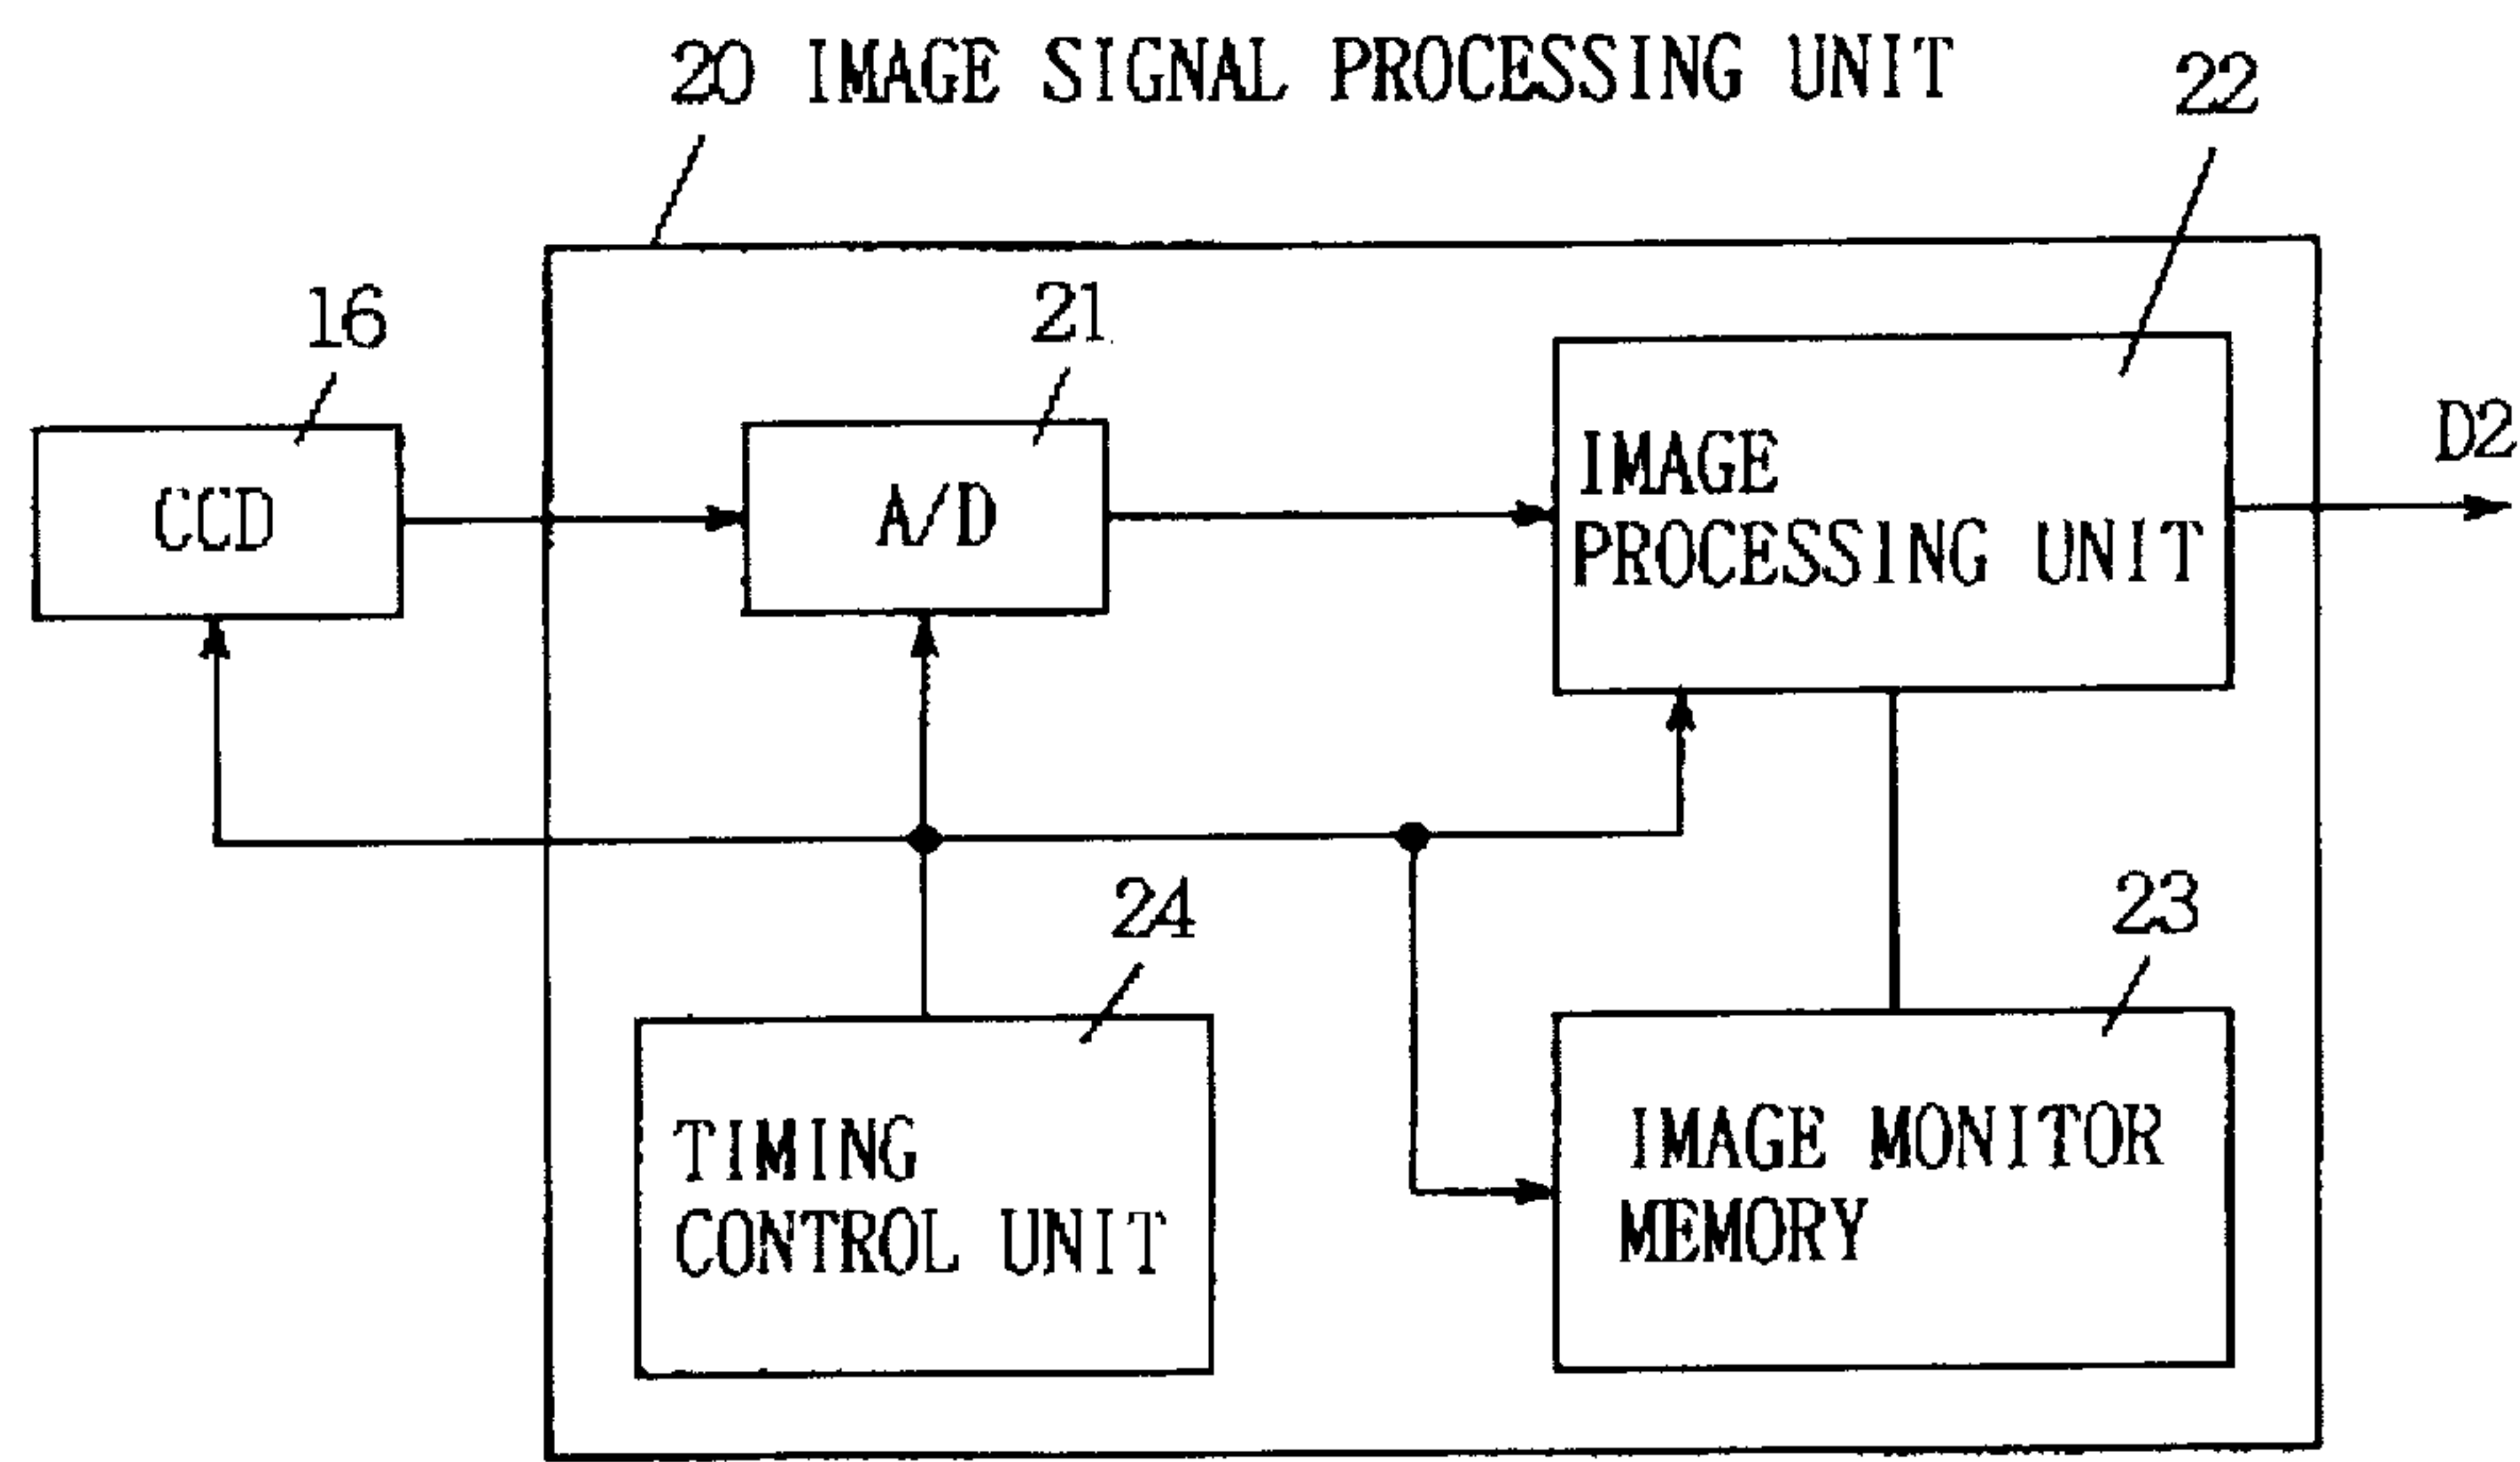 20 IMAGE SIGNAL PROCESSING UNIT
22
16
21
CCD
A/D
IMAGE
PROCESSING UNIT
D2
24
23
TIMING
CONTROL UNIT
IMAGE MONITOR
MEMORY